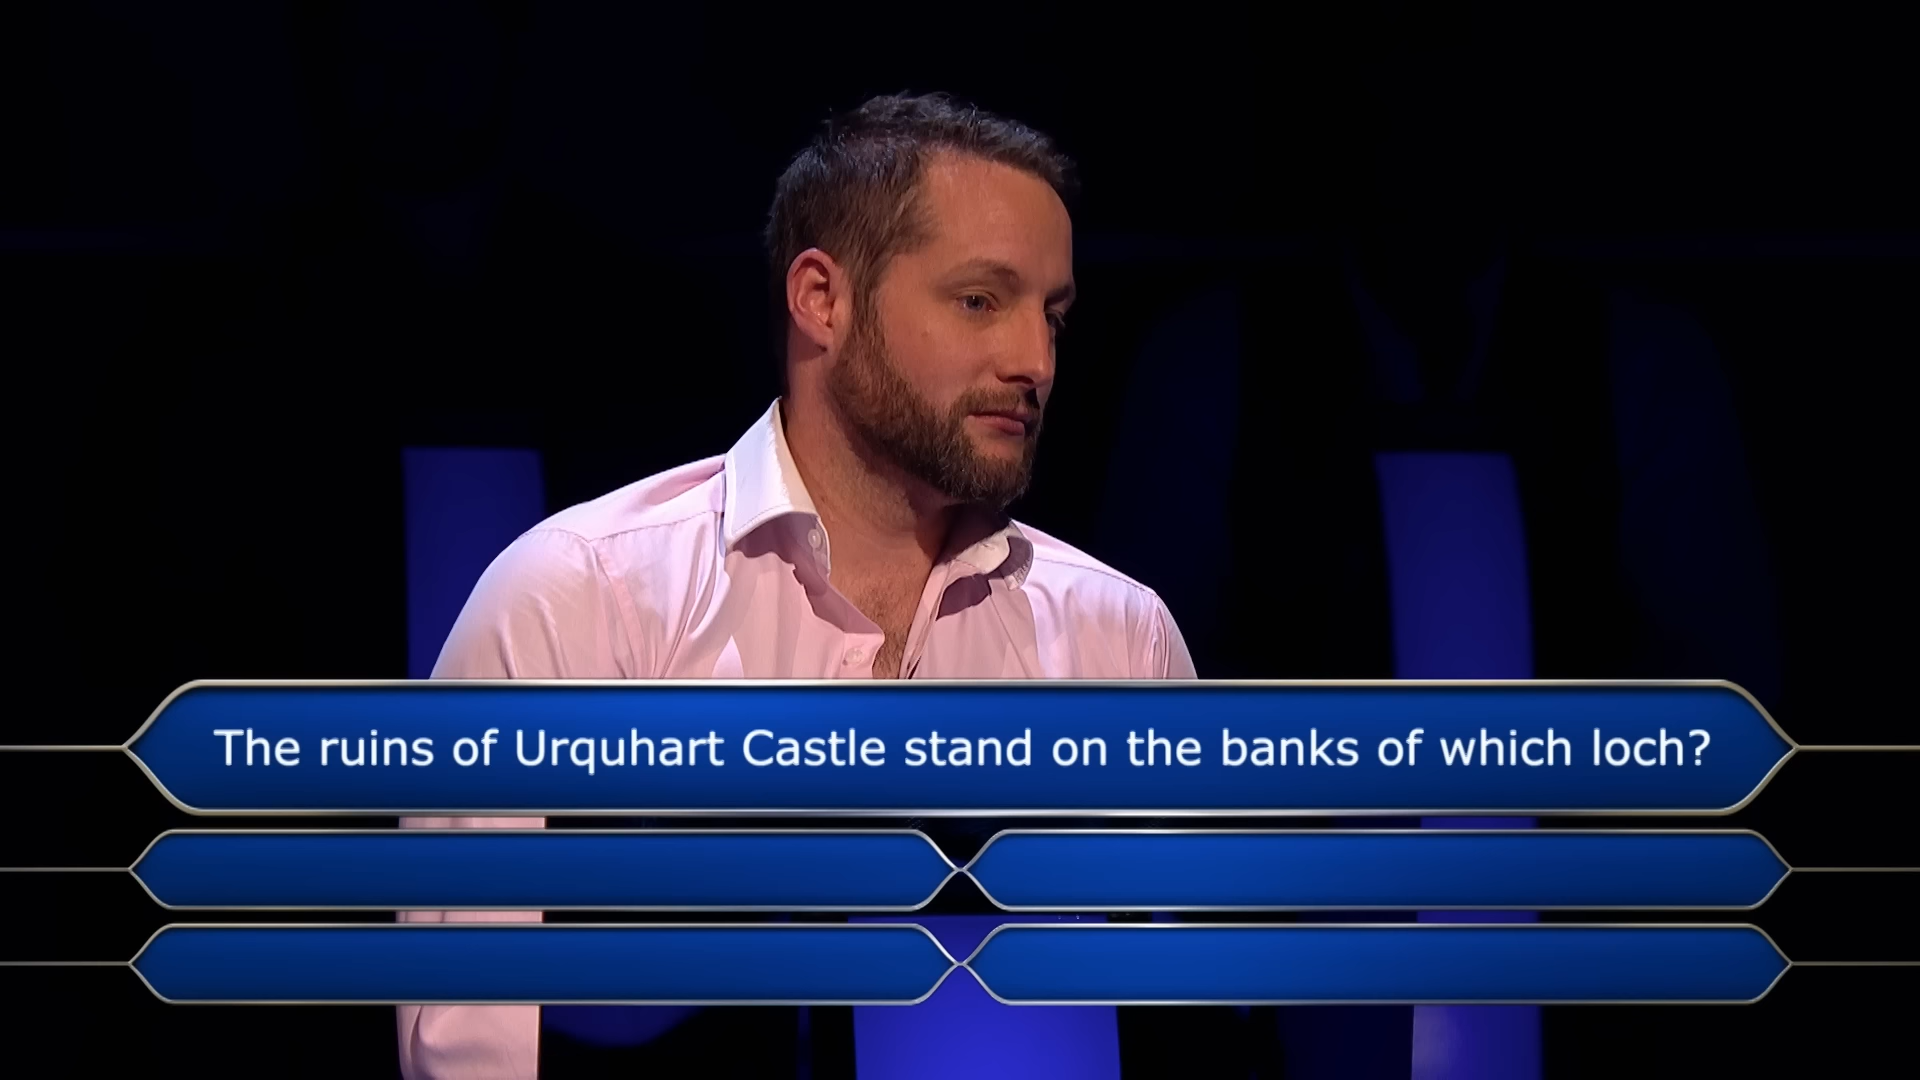 The ruins of Urquhart Castle stand on the banks of which loch?